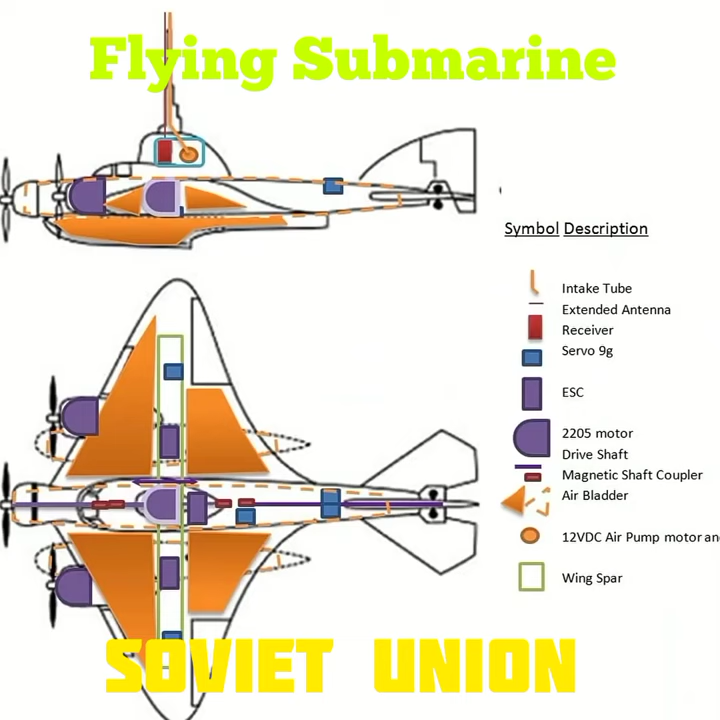 Flying Submarine
Symbol Description
Intake Tube
Extended Antenna
Receiver
Servo 9g
ESC
2205 motor
Drive Shaft
Magnetic Shaft Coupler
Air Bladder
12VDC Air Pump motor an
Wing Spar
SOVIET UNION